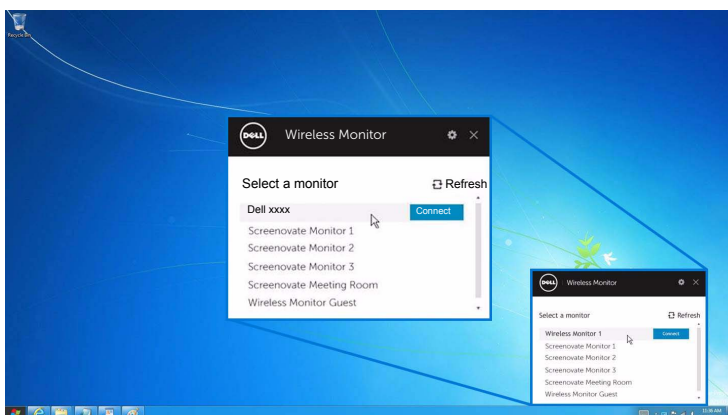 Recycle Bin
DELL Wireless Monitor
Select a monitor Refresh
Dell xxxx Connect
Screenovate Monitor 1
Screenovate Monitor 2
Screenovate Monitor 3
Screenovate Meeting Room
Wireless Monitor Guest
DELL Wireless Monitor
Select a monitor Refresh
Wireless Monitor 1 Connect
Screenovate Monitor 1
Screenovate Monitor 2
Screenovate Monitor 3
Screenovate Meeting Room
Wireless Monitor Guest